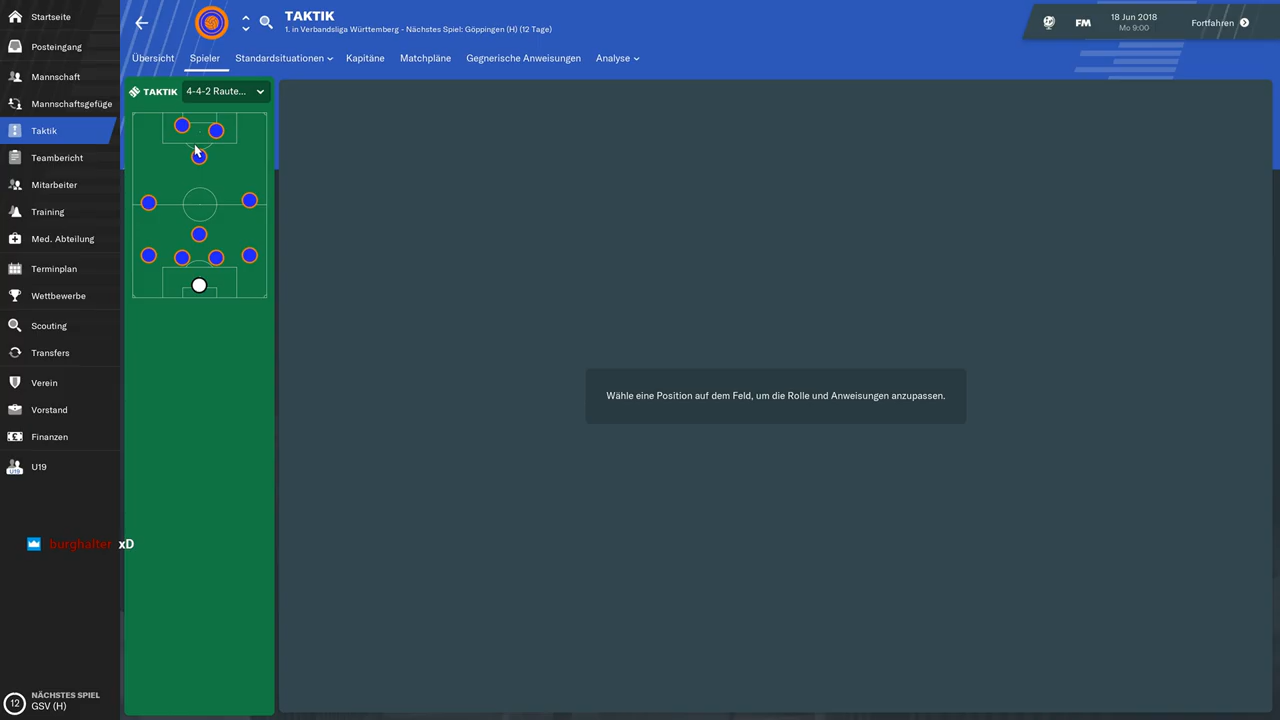 Startseite
Posteingang
Mannschaft
Mannschaftsgefüge
Taktik
Teambericht
Mitarbeiter
Training
Med. Abteilung
Terminplan
Wettbewerbe
Scouting
Transfers
Verein
Vorstand
Finanzen
U19
U19
burghalter xD
12
NÄCHSTES SPIEL
GSV (H)
TAKTIK
1. in Verbandsliga Württemberg - Nächstes Spiel: Göppingen (H) (12 Tage)
FM
18 Jun 2018
Mo 9:00
Fortfahren
Übersicht Spieler Standardsituationen Kapitäne Matchpläne Gegnerische Anweisungen Analyse
TAKTIK 4-4-2 Raute...
Wähle eine Position auf dem Feld, um die Rolle und Anweisungen anzupassen.